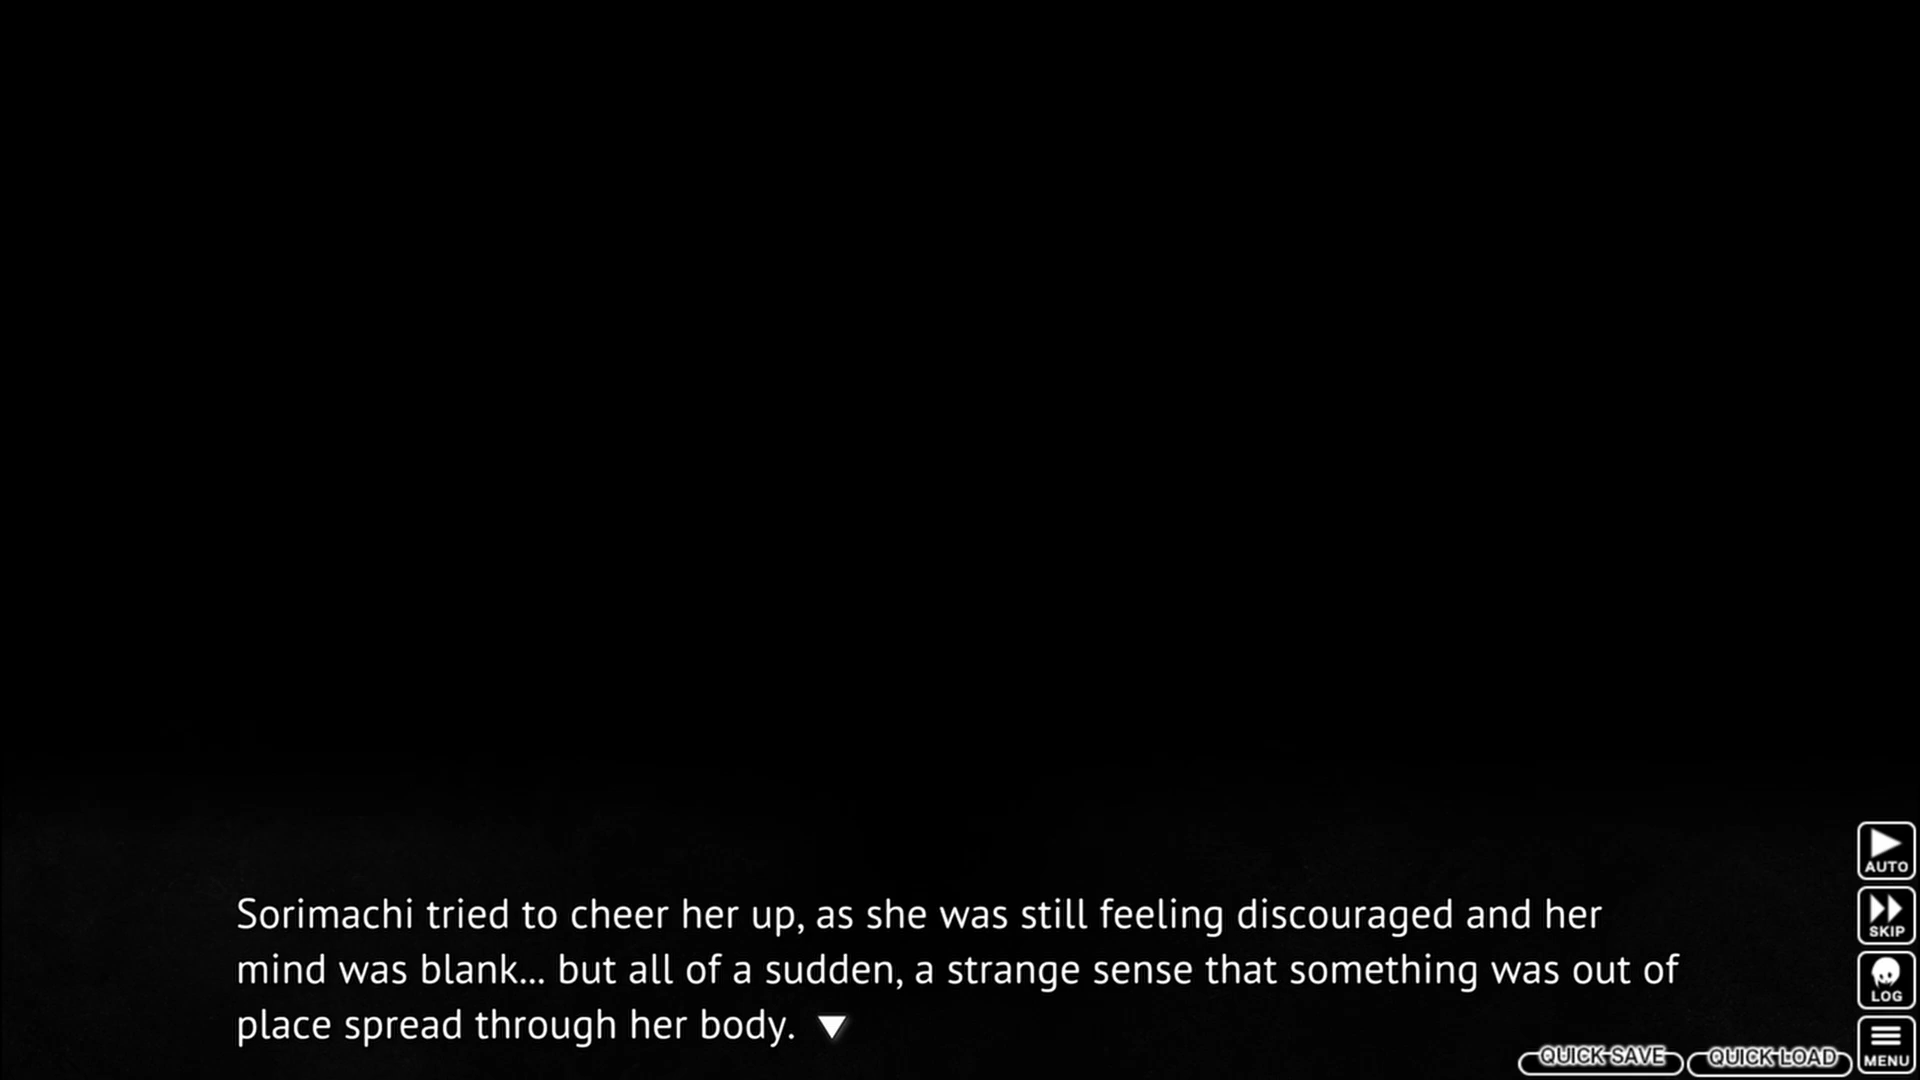 Sorimachi tried to cheer her up, as she was still feeling discouraged and her
mind was blank... but all of a sudden, a strange sense that something was out of
place spread through her body.
AUTO
SKIP
LOG
MENU
QUICK SAVE
QUICK LOAD